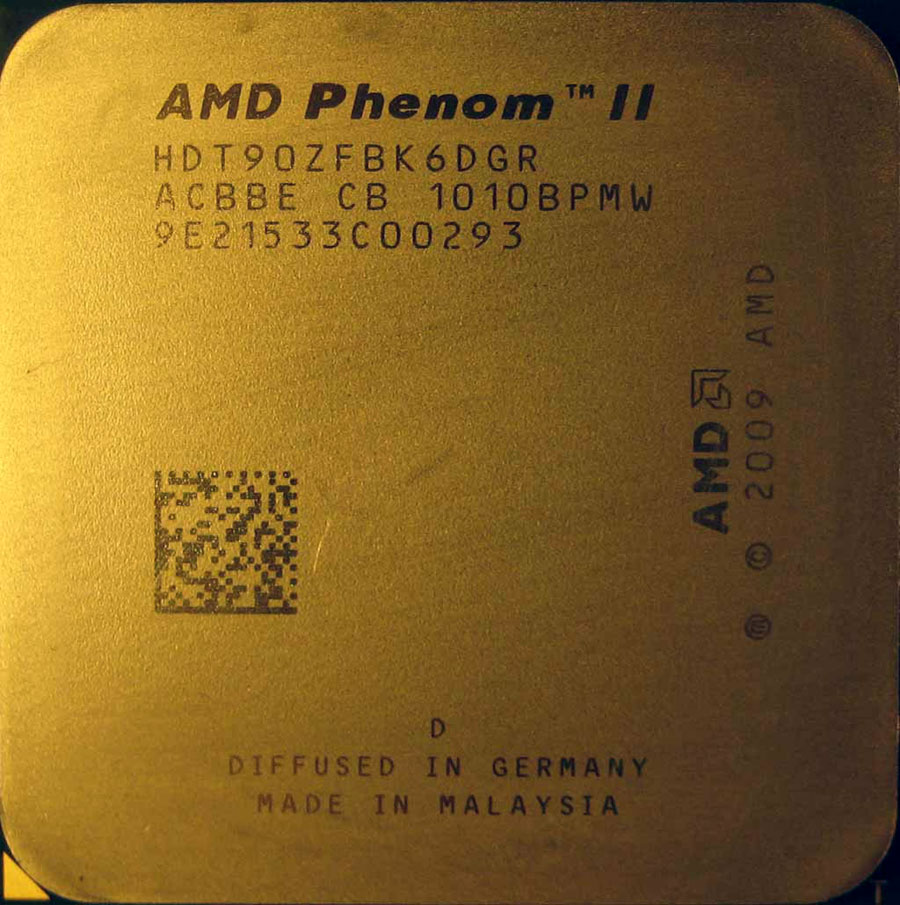 AMD Phenom™ II
HDT90ZFBK6DGR
ACBBE CB 1010BPMW
9E21533C00293
AMD
ⓜ © 2009 AMD
D
DIFFUSED IN GERMANY
MADE IN MALAYSIA
T